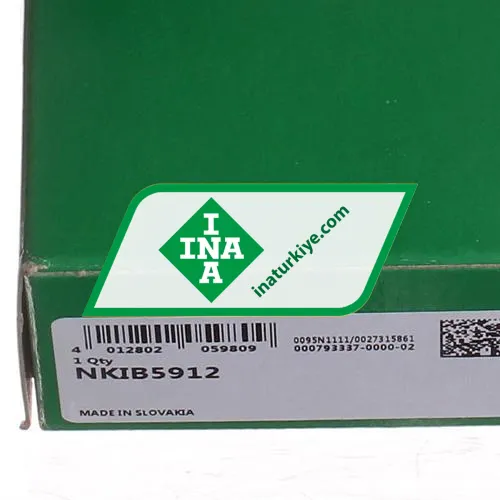 I
INA
A
inaturkiye.com
4 012802 059809
0095N1111/0027315861
000793337-0000-02
1 Qty
NKIB5912
MADE IN SLOVAKIA